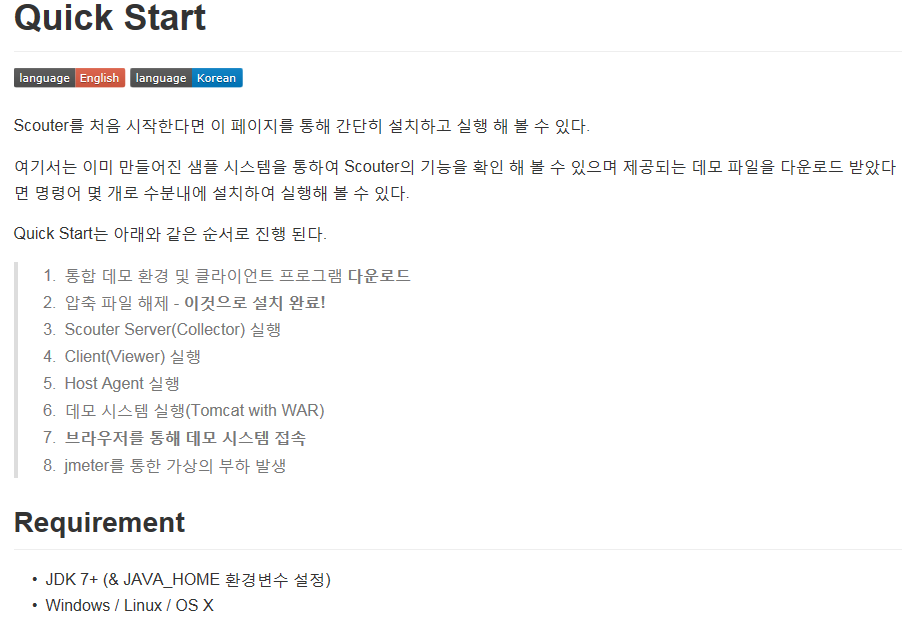 Quick Start
language English language Korean
Scouter를 처음 시작한다면 이 페이지를 통해 간단히 설치하고 실행 해 볼 수 있다.
여기서는 이미 만들어진 샘플 시스템을 통하여 Scouter의 기능을 확인 해 볼 수 있으며 제공되는 데모 파일을 다운로드 받았다
면 명령어 몇 개로 수분내에 설치하여 실행해 볼 수 있다.
Quick Start는 아래와 같은 순서로 진행 된다.
1. 통합 데모 환경 및 클라이언트 프로그램 다운로드
2. 압축 파일 해제 - 이것으로 설치 완료!
3. Scouter Server(Collector) 실행
4. Client(Viewer) 실행
5. Host Agent 실행
6. 데모 시스템 실행(Tomcat with WAR)
7. 브라우저를 통해 데모 시스템 접속
8. jmeter를 통한 가상의 부하 발생
Requirement
• JDK 7+ (& JAVA_HOME 환경변수 설정)
• Windows / Linux / OS X